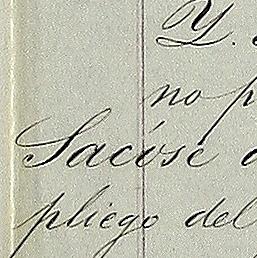 Y.
no p
Sacóse
pliego del